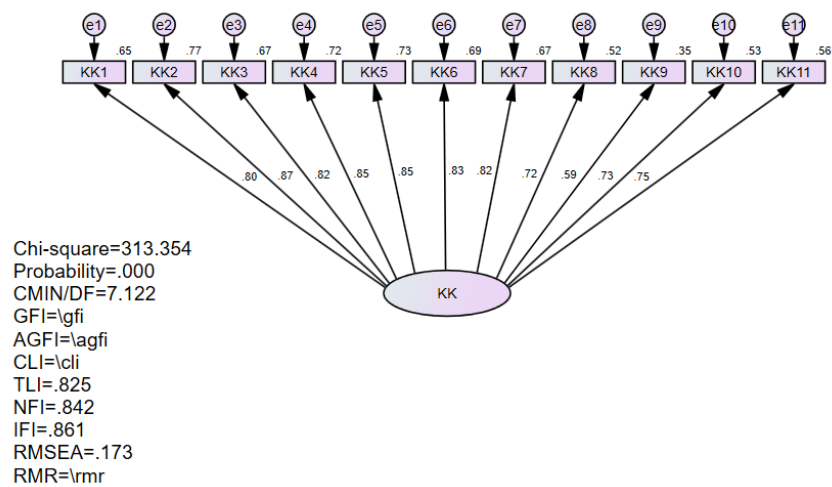 e1 e2 e3 e4 e5 e6 e7 e8 e9 e10 e11
.65 .77 .67 .72 .73 .69 .67 .52 .35 .53 .56
KK1 KK2 KK3 KK4 KK5 KK6 KK7 KK8 KK9 KK10 KK11
.80 .87 .82 .85 .85 .83 .82 .72 .59 .73 .75
KK
Chi-square=313.354
Probability=.000
CMIN/DF=7.122
GFI=\gfi
AGFI=\agfi
CLI=\cli
TLI=.825
NFI=.842
IFI=.861
RMSEA=.173
RMR=\rmr